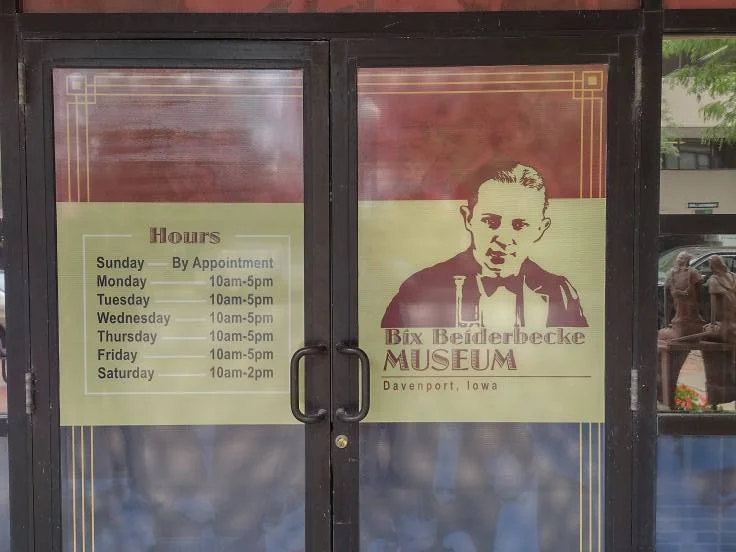 Hours
Sunday By Appointment
Monday 10am-5pm
Tuesday 10am-5pm
Wednesday 10am-5pm
Thursday 10am-5pm
Friday 10am-5pm
Saturday 10am-2pm
Bix Beiderbecke
MUSEUM
Davenport, Iowa